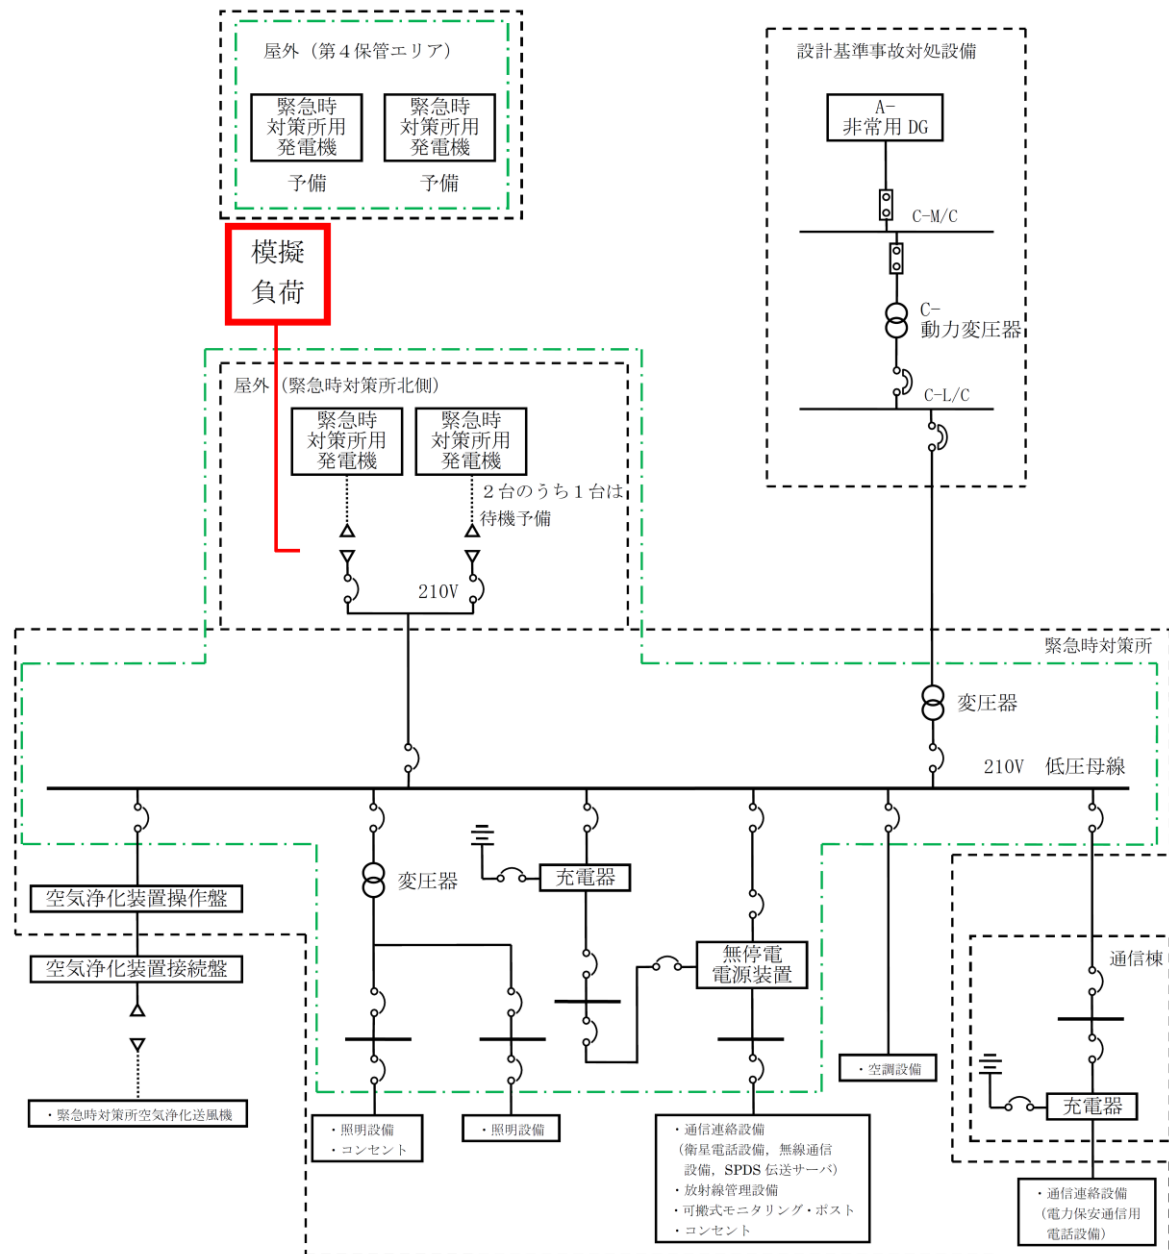 屋外（第４保管エリア）
緊急時
対策所用
発電機
予備
緊急時
対策所用
発電機
予備
模擬
負荷
設計基準事故対処設備
A-
非常用 DG
C-M/C
C-
動力変圧器
C-L/C
屋外（緊急時対策所北側）
緊急時
対策所用
発電機
緊急時
対策所用
発電機
２台のうち１台は
待機予備
210V
緊急時対策所
変圧器
210V 低圧母線
空気浄化装置操作盤
空気浄化装置接続盤
・緊急時対策所空気浄化送風機
変圧器
・照明設備
・コンセント
・照明設備
充電器
無停電
電源装置
・通信連絡設備
（衛星電話設備，無線通信
設備，SPDS 伝送サーバ）
・放射線管理設備
・可搬式モニタリング・ポスト
・コンセント
・空調設備
通信棟
充電器
・通信連絡設備
（電力保安通信用
電話設備）